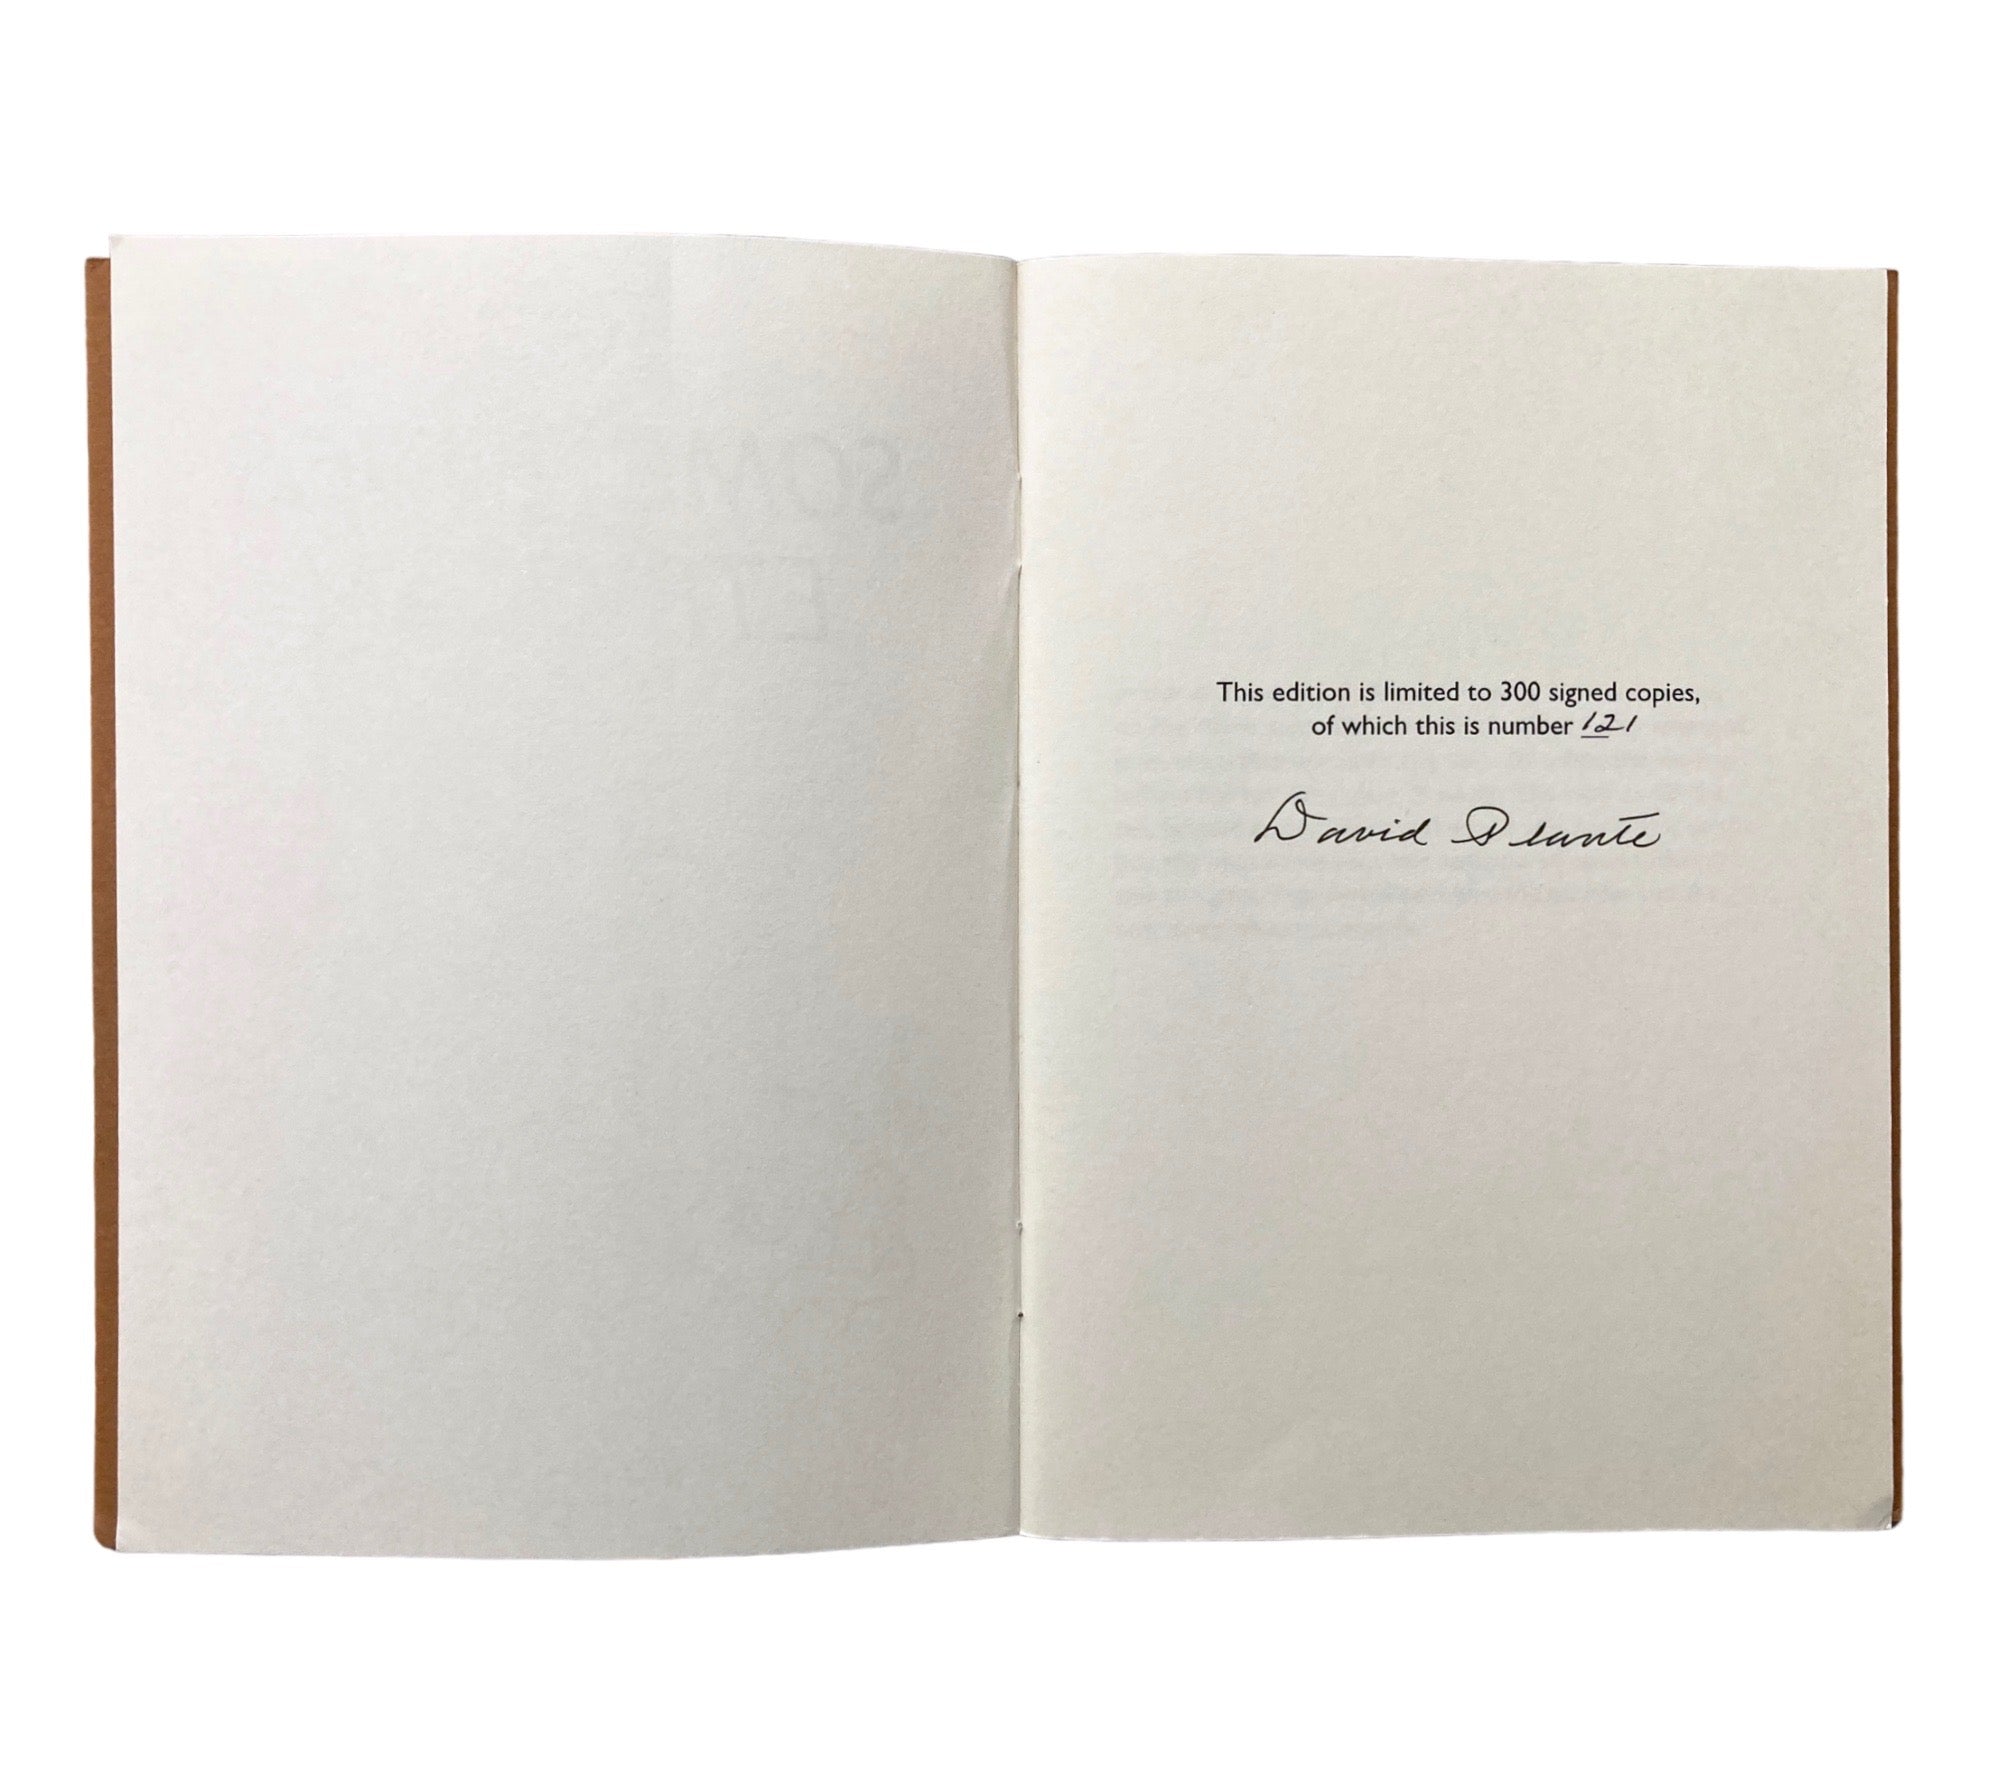 This edition is limited to 300 signed copies,
of which this is number 121
David Plante